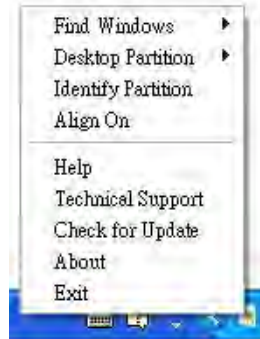 Find Windows
Desktop Partition
Identify Partition
Align On
Help
Technical Support
Check for Update
About
Exit